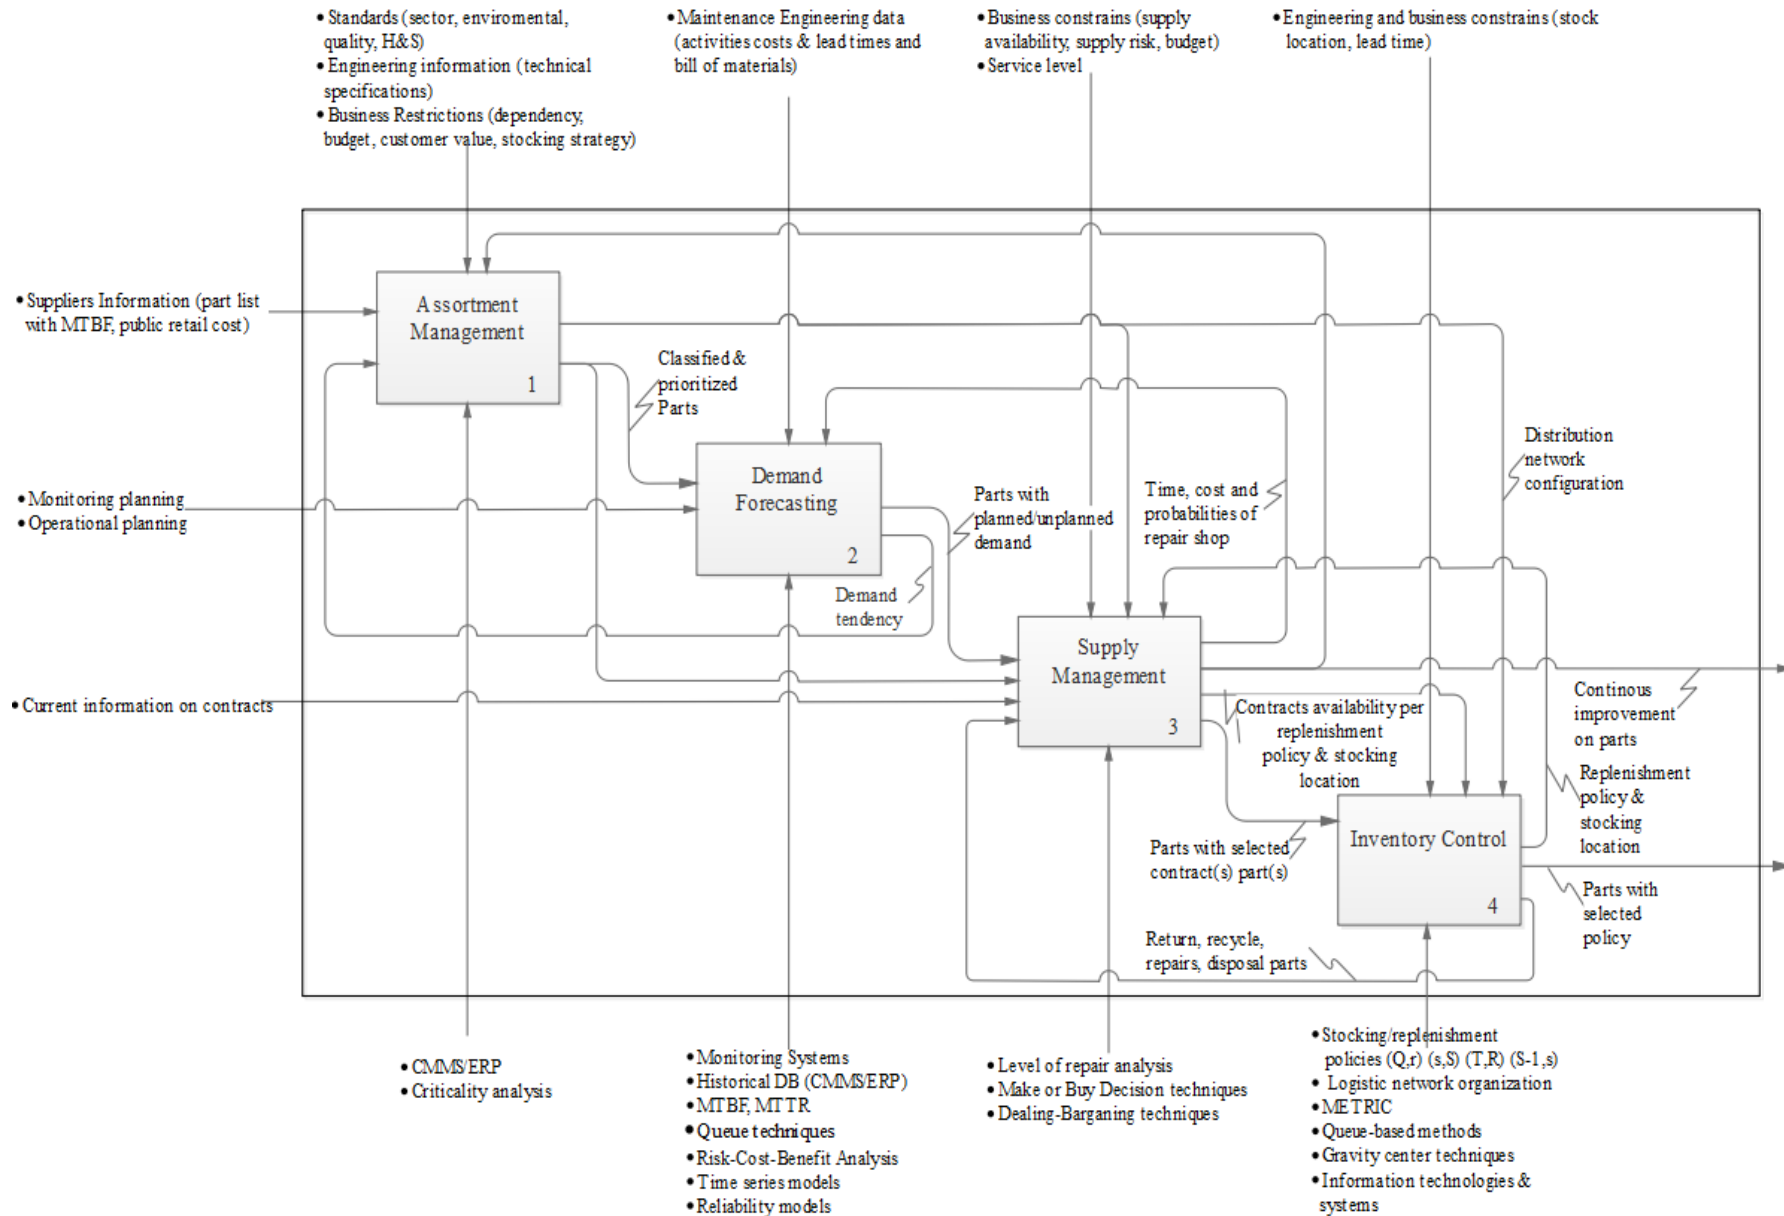 • Standards (sector, enviromental,
quality, H&S)
• Engineering information (technical
specifications)
• Business Restrictions (dependency,
budget, customer value, stocking strategy)
• Maintenance Engineering data
(activities costs & lead times and
bill of materials)
• Business constrains (supply
availability, supply risk, budget)
• Service level
• Engineering and business constrains (stock
location, lead time)
• Suppliers Information (part list
with MTBF, public retail cost)
Assortment
Management
1
Classified &
prioritized
Parts
• Monitoring planning
• Operational planning
Demand
Forecasting
2
Parts with
planned/unplanned
demand
Demand
tendency
Time, cost and
probabilities of
repair shop
Distribution
network
configuration
• Current information on contracts
Supply
Management
3
Contracts availability per
replenishment
policy & stocking
location
Continous
improvement
on parts
Replenishment
policy &
stocking
location
Parts with selected
contract(s) part(s)
Inventory Control
4
Parts with
selected
policy
Return, recycle,
repairs, disposal parts
• CMMS/ERP
• Criticality analysis
• Monitoring Systems
• Historical DB (CMMS/ERP)
• MTBF, MTTR
• Queue techniques
• Risk-Cost-Benefit Analysis
• Time series models
• Reliability models
• Level of repair analysis
• Make or Buy Decision techniques
• Dealing-Barganing techniques
• Stocking/replenishment
policies (Q,r) (s,S) (T,R) (S-1,s)
• Logistic network organization
• METRIC
• Queue-based methods
• Gravity center techniques
• Information technologies &
systems